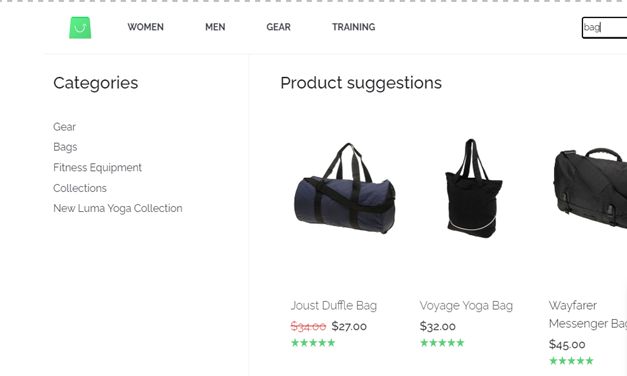 WOMEN MEN GEAR TRAINING bag
Categories
Gear
Bags
Fitness Equipment
Collections
New Luma Yoga Collection
Product suggestions
Joust Duffle Bag
$34.00 $27.00
Voyage Yoga Bag
$32.00
Wayfarer
Messenger Bag
$45.00